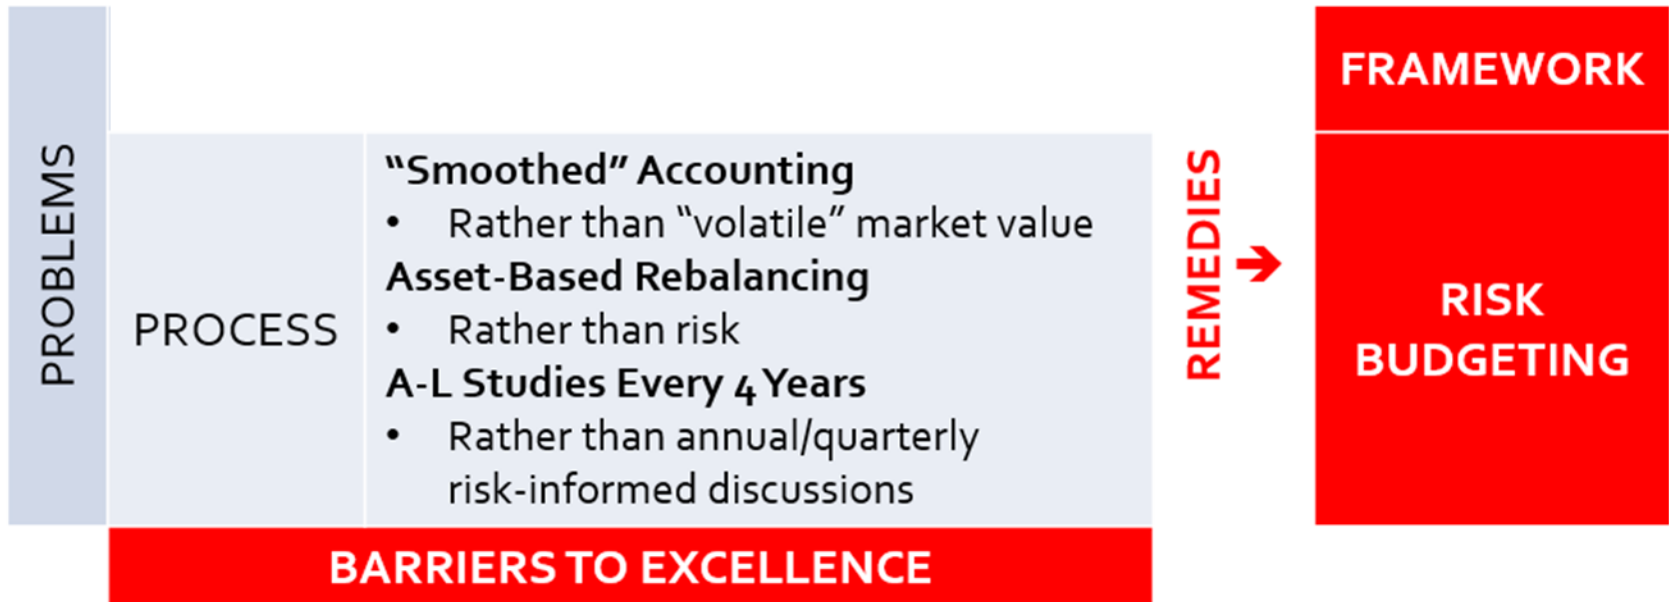 PROBLEMS
PROCESS
“Smoothed” Accounting
• Rather than “volatile” market value
Asset-Based Rebalancing
• Rather than risk
A-L Studies Every 4 Years
• Rather than annual/quarterly
risk-informed discussions
BARRIERS TO EXCELLENCE
REMEDIES ➔
FRAMEWORK
RISK
BUDGETING